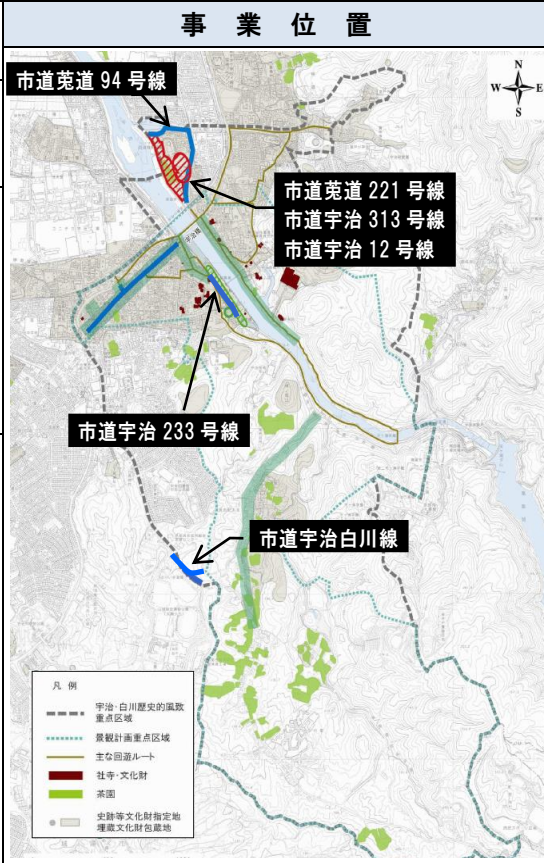 事業位置
N
W E
S
市道莵道 94 号線
市道莵道 221 号線
市道宇治 313 号線
市道宇治 12 号線
宇治橋
市道宇治 233 号線
市道宇治白川線
凡例
宇治・白川歴史的風致
重点区域
景観計画重点区域
主な回遊ルート
社寺・文化財
茶園
史跡等文化財指定地
埋蔵文化財包蔵地